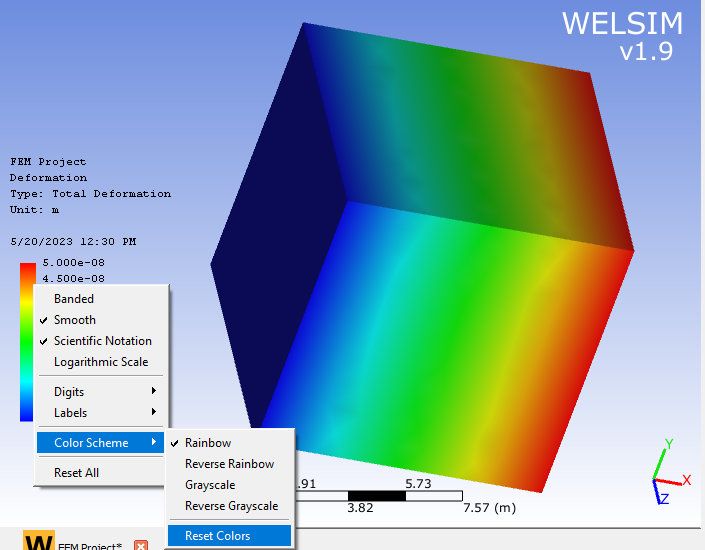 WELSIM
v1.9
FEM Project
Deformation
Type: Total Deformation
Unit: m
5/20/2023 12:30 PM
5.000e-08
4.500e-08
Banded
Smooth
Scientific Notation
Logarithmic Scale
Digits
Labels
Color Scheme
Reset All
Rainbow
Reverse Rainbow
Grayscale
Reverse Grayscale
Reset Colors
.91
5.73
3.82
7.57 (m)
Y
X
Z
W
FEM Project*